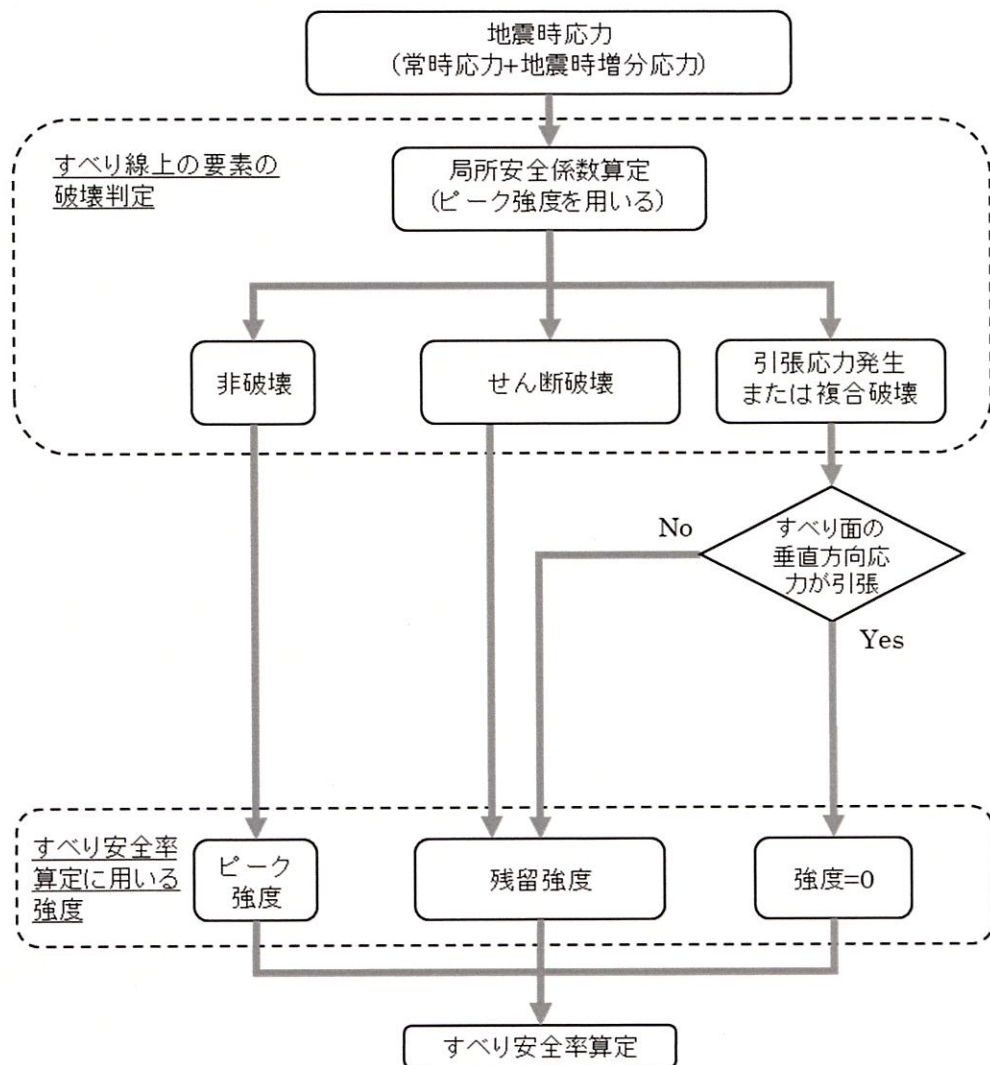 地震時応力
(常時応力+地震時増分応力)
すべり線上の要素の
破壊判定
局所安全係数算定
(ピーク強度を用いる)
非破壊
せん断破壊
引張応力発生
または複合破壊
No
すべり面の
垂直方向応
力が引張
Yes
すべり安全率
算定に用いる
強度
ピーク
強度
残留強度
強度=0
すべり安全率算定